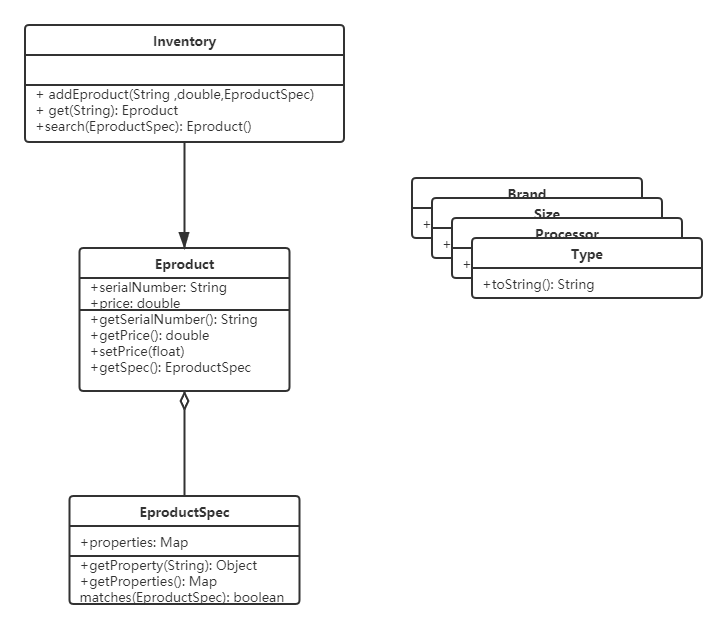 Inventory
+ addEproduct(String ,double,EproductSpec)
+ get(String): Eproduct
+search(EproductSpec): Eproduct()
Brand
+
Size
+
Processor
+
Type
+toString(): String
Eproduct
+serialNumber: String
+price: double
+getSerialNumber(): String
+getPrice(): double
+setPrice(float)
+getSpec(): EproductSpec
EproductSpec
+properties: Map
+getProperty(String): Object
+getProperties(): Map
matches(EproductSpec): boolean